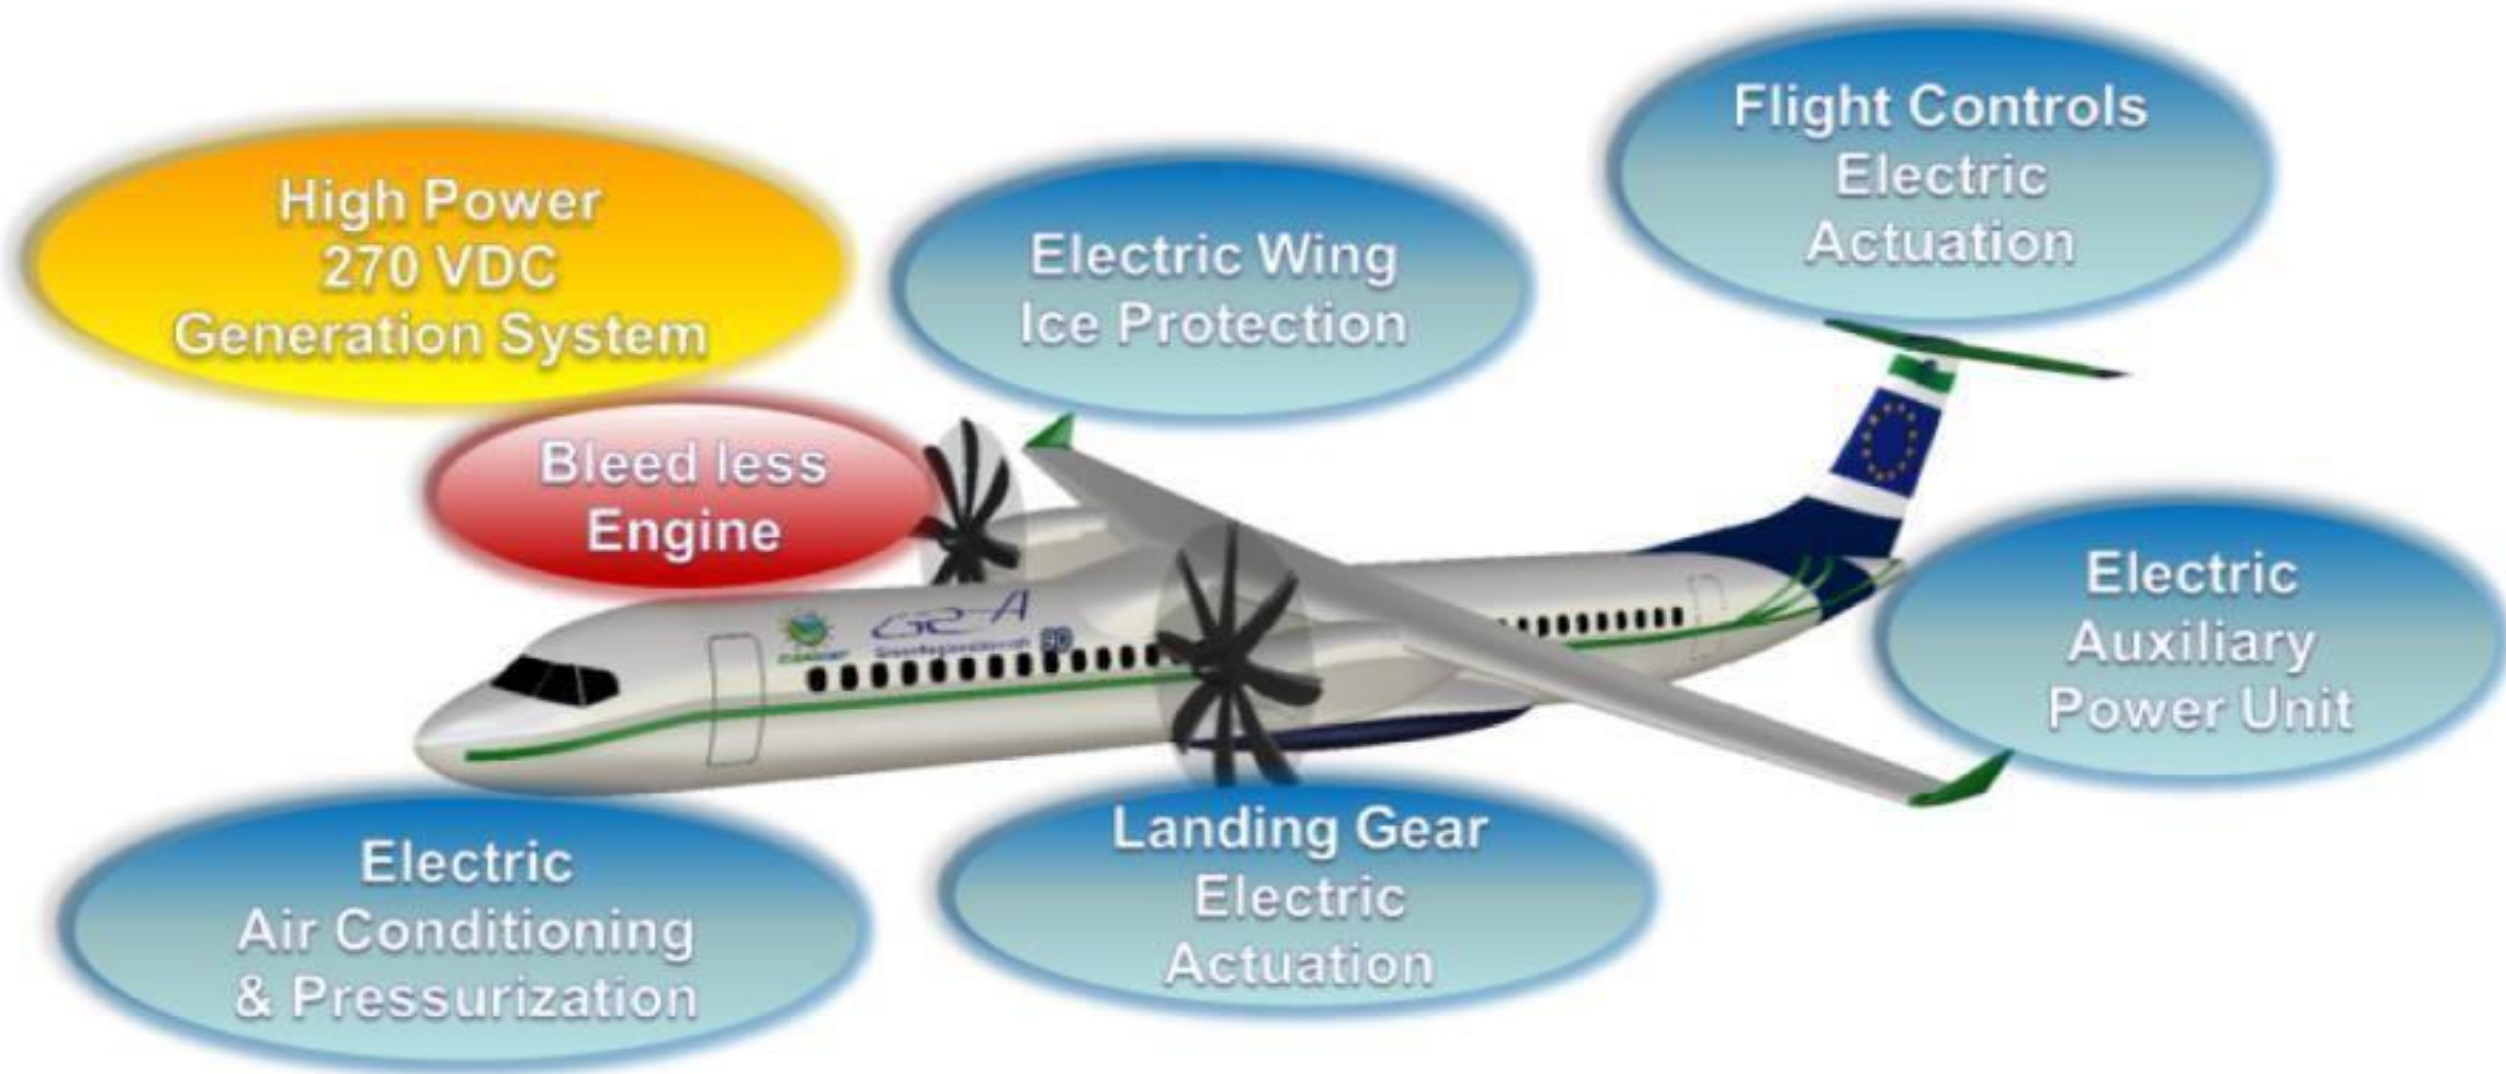 Flight Controls
Electric
Actuation
High Power
270 VDC
Generation System
Electric Wing
Ice Protection
Bleed less
Engine
Electric
Auxiliary
Power Unit
90
Landing Gear
Electric
Actuation
Electric
Air Conditioning
& Pressurization